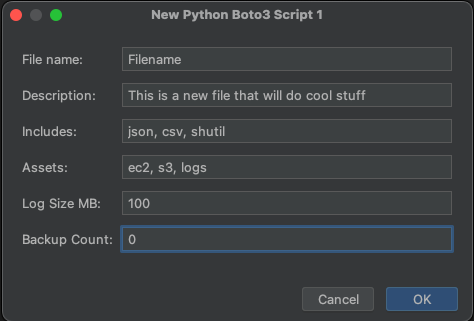 New Python Boto3 Script 1
File name: Filename
Description: This is a new file that will do cool stuff
Includes: json, csv, shutil
Assets: ec2, s3, logs
Log Size MB: 100
Backup Count: 0
Cancel OK